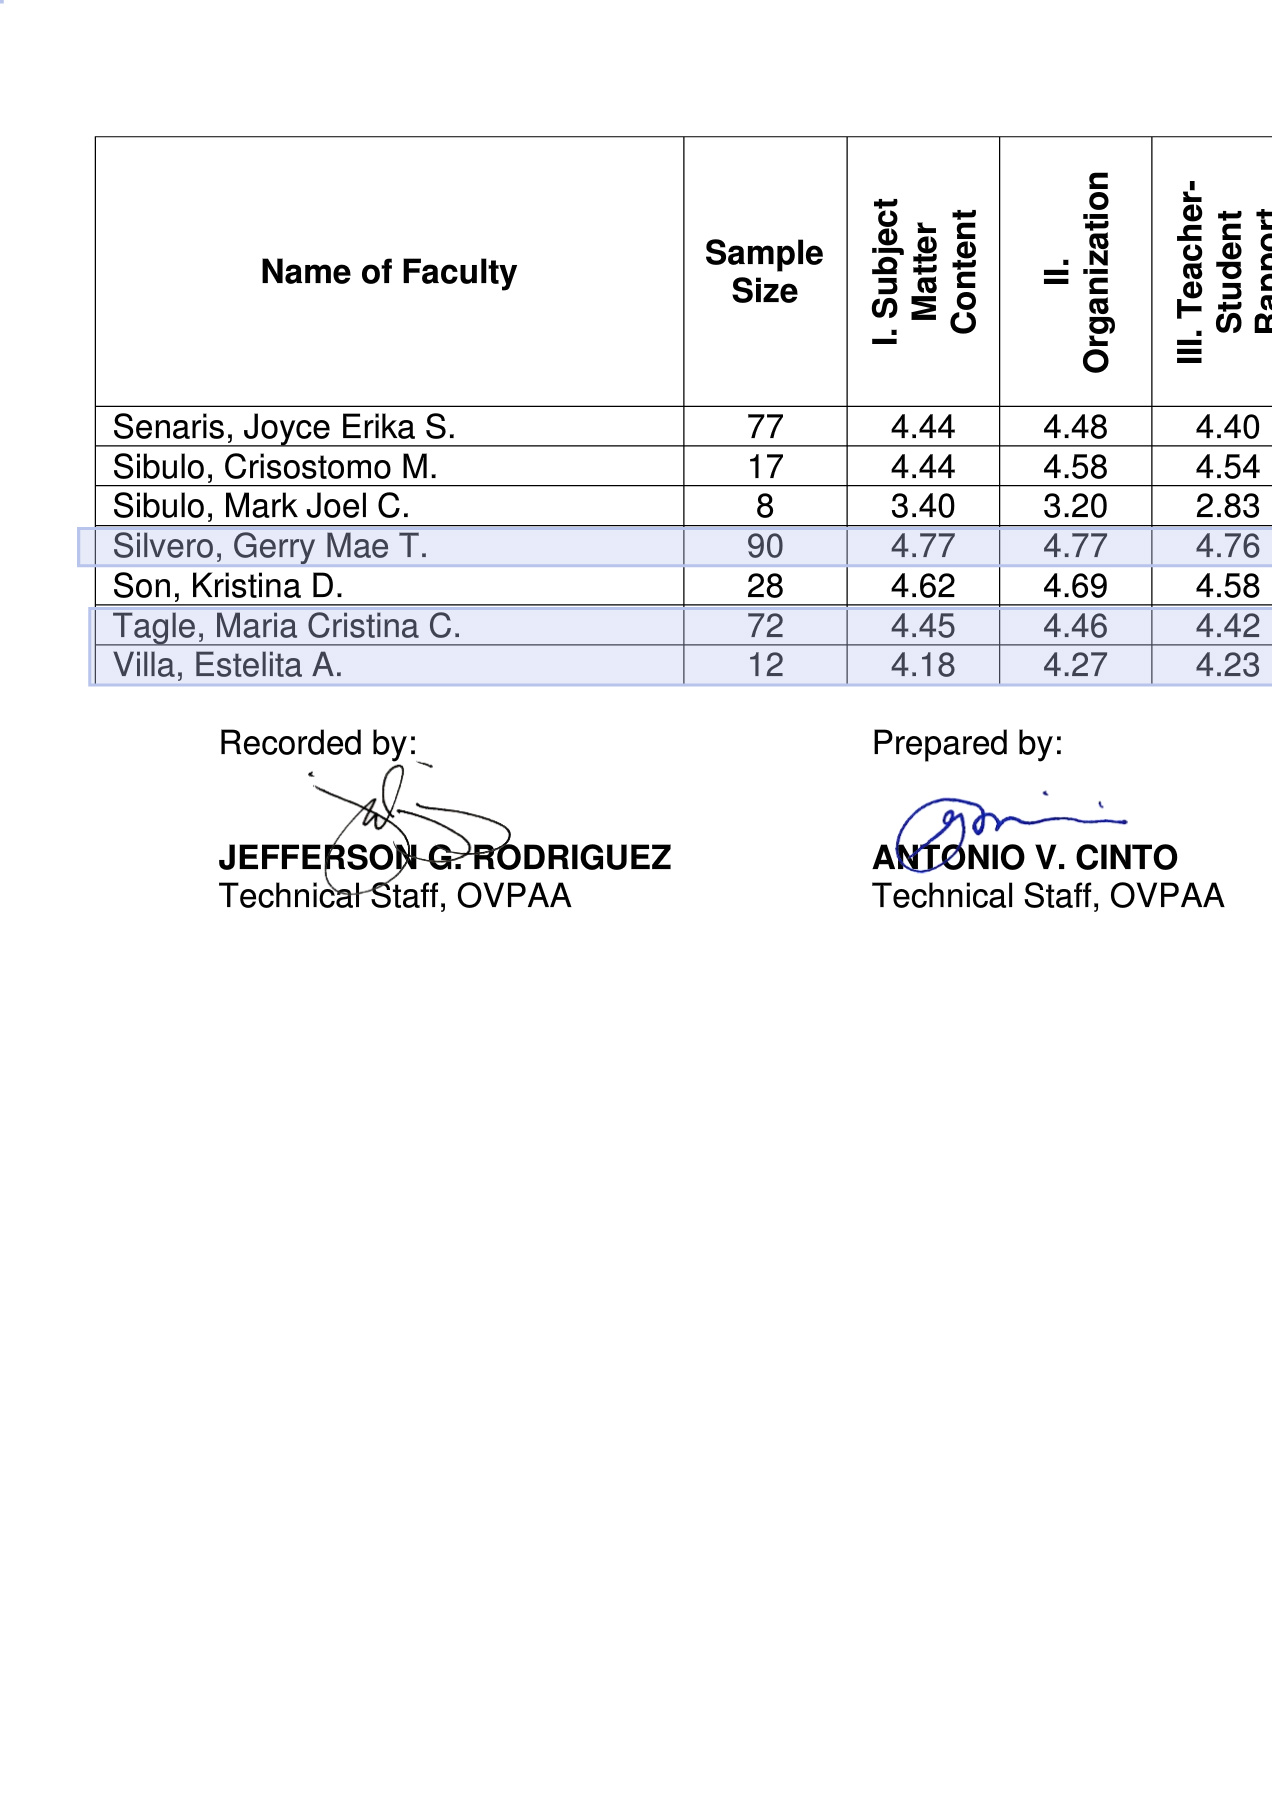 Name of Faculty
Sample
Size
I. Subject
Matter
Content
II.
Organization
III. Teacher-
Student
Rapport
Senaris, Joyce Erika S. 77 4.44 4.48 4.40
Sibulo, Crisostomo M. 17 4.44 4.58 4.54
Sibulo, Mark Joel C. 8 3.40 3.20 2.83
Silvero, Gerry Mae T. 90 4.77 4.77 4.76
Son, Kristina D. 28 4.62 4.69 4.58
Tagle, Maria Cristina C. 72 4.45 4.46 4.42
Villa, Estelita A. 12 4.18 4.27 4.23
Recorded by: Prepared by:
JEFFERSON G. RODRIGUEZ ANTONIO V. CINTO
Technical Staff, OVPAA Technical Staff, OVPAA